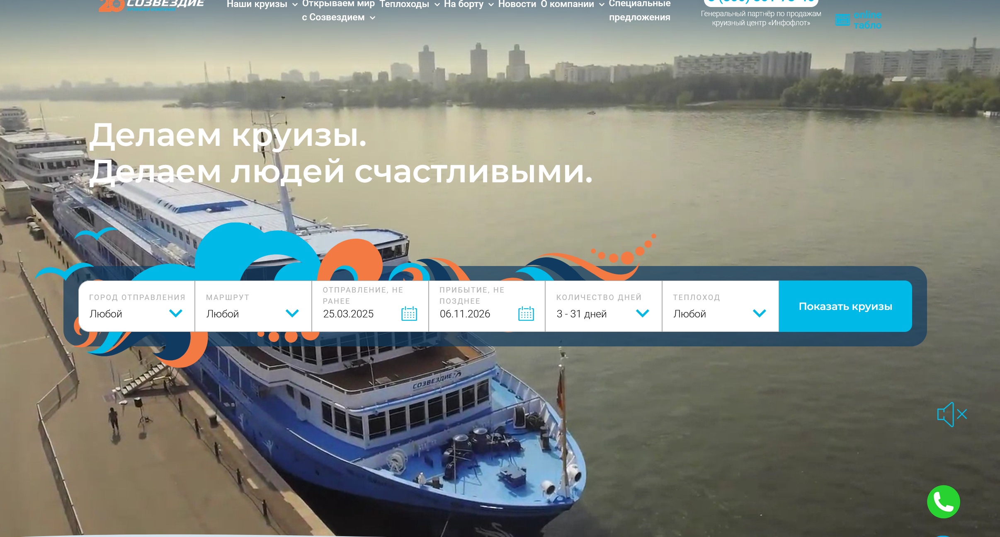 СОЗВЕЗДИЕ
Наши круизы
Открываем мир
с Созвездием
Теплоходы
На борту
Новости
О компании
Специальные
предложения
Генеральный партнёр по продажам
круизный центр «Инфофлот»
online
табло
Делаем круизы.
Делаем людей счастливыми.
ГОРОД ОТПРАВЛЕНИЯ
Любой
МАРШРУТ
Любой
ОТПРАВЛЕНИЕ, НЕ
РАНЕЕ
25.03.2025
ПРИБЫТИЕ, НЕ
ПОЗДНЕЕ
06.11.2026
КОЛИЧЕСТВО ДНЕЙ
3 - 31 дней
ТЕПЛОХОД
Любой
Показать круизы
СОЗВЕЗДИЕ